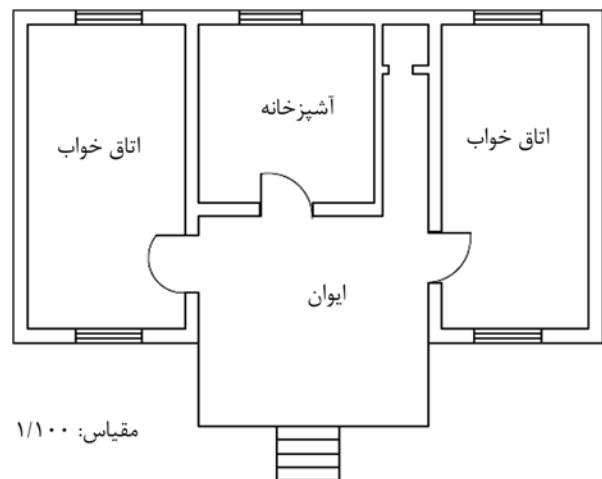 آشپزخانه
اتاق خواب
اتاق خواب
ایوان
مقیاس: ۱/۱۰۰